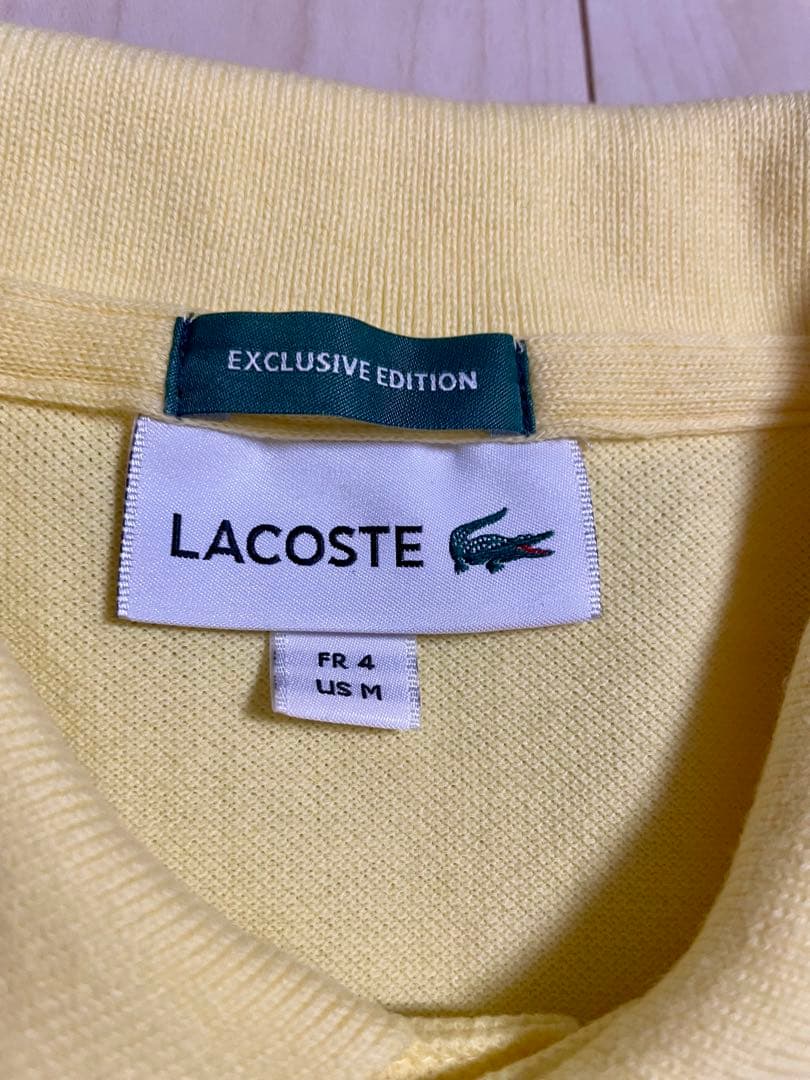 EXCLUSIVE EDITION
LACOSTE
FR 4
US M